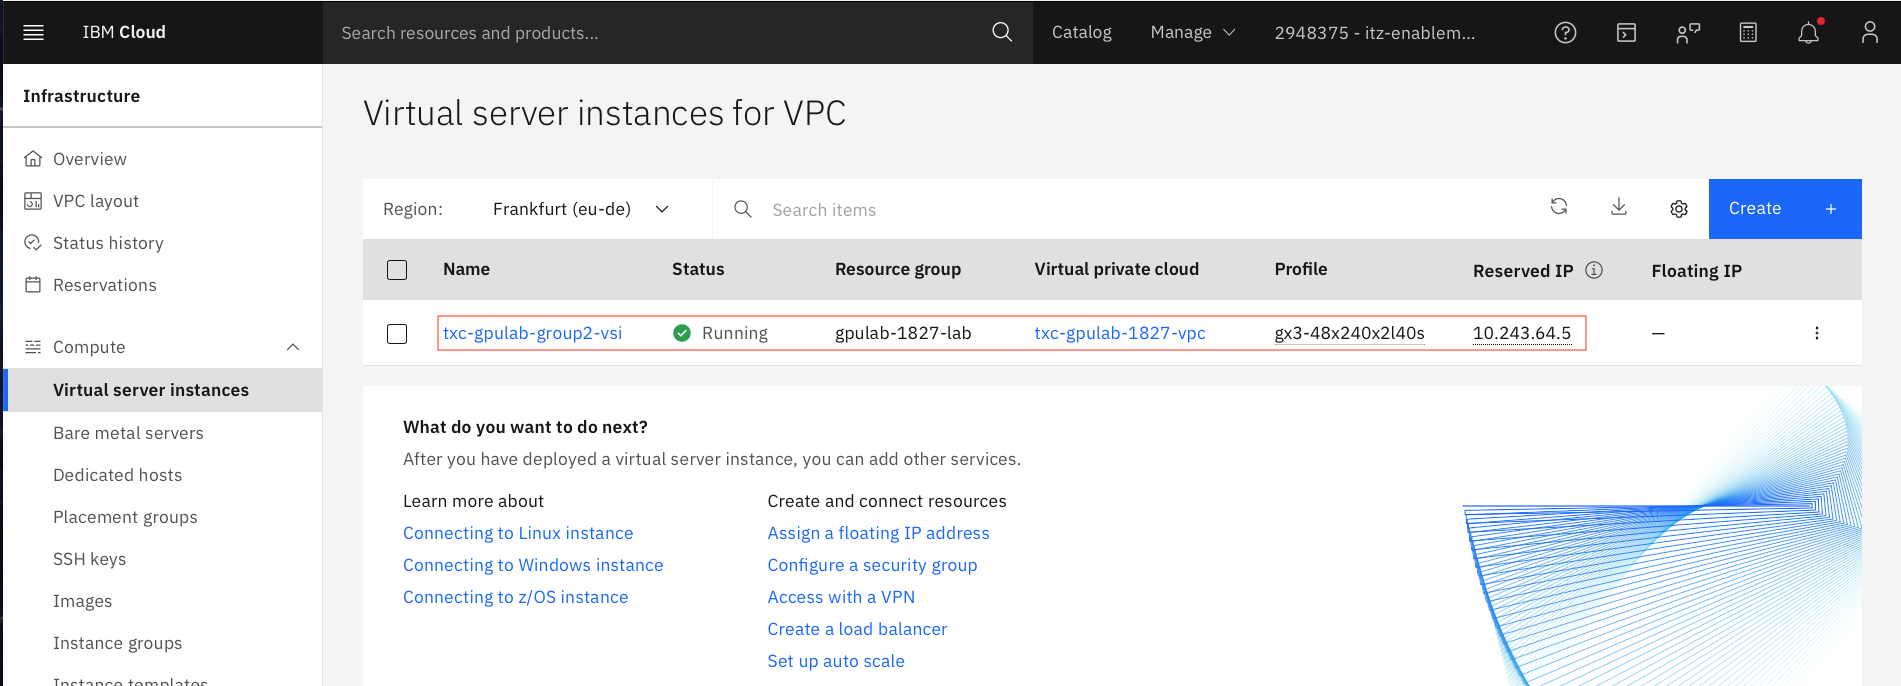 IBM Cloud
Search resources and products...
Catalog
Manage
2948375 - itz-enablem...
Infrastructure
Overview
VPC layout
Status history
Reservations
Compute
Virtual server instances
Bare metal servers
Dedicated hosts
Placement groups
SSH keys
Images
Instance groups
Instance templates
Virtual server instances for VPC
Region: Frankfurt (eu-de)
Search items
Create +
Name Status Resource group Virtual private cloud Profile Reserved IP Floating IP
txc-gpulab-group2-vsi Running gpulab-1827-lab txc-gpulab-1827-vpc gx3-48x240x2l40s 10.243.64.5 –
What do you want to do next?
After you have deployed a virtual server instance, you can add other services.
Learn more about
Connecting to Linux instance
Connecting to Windows instance
Connecting to z/OS instance
Create and connect resources
Assign a floating IP address
Configure a security group
Access with a VPN
Create a load balancer
Set up auto scale